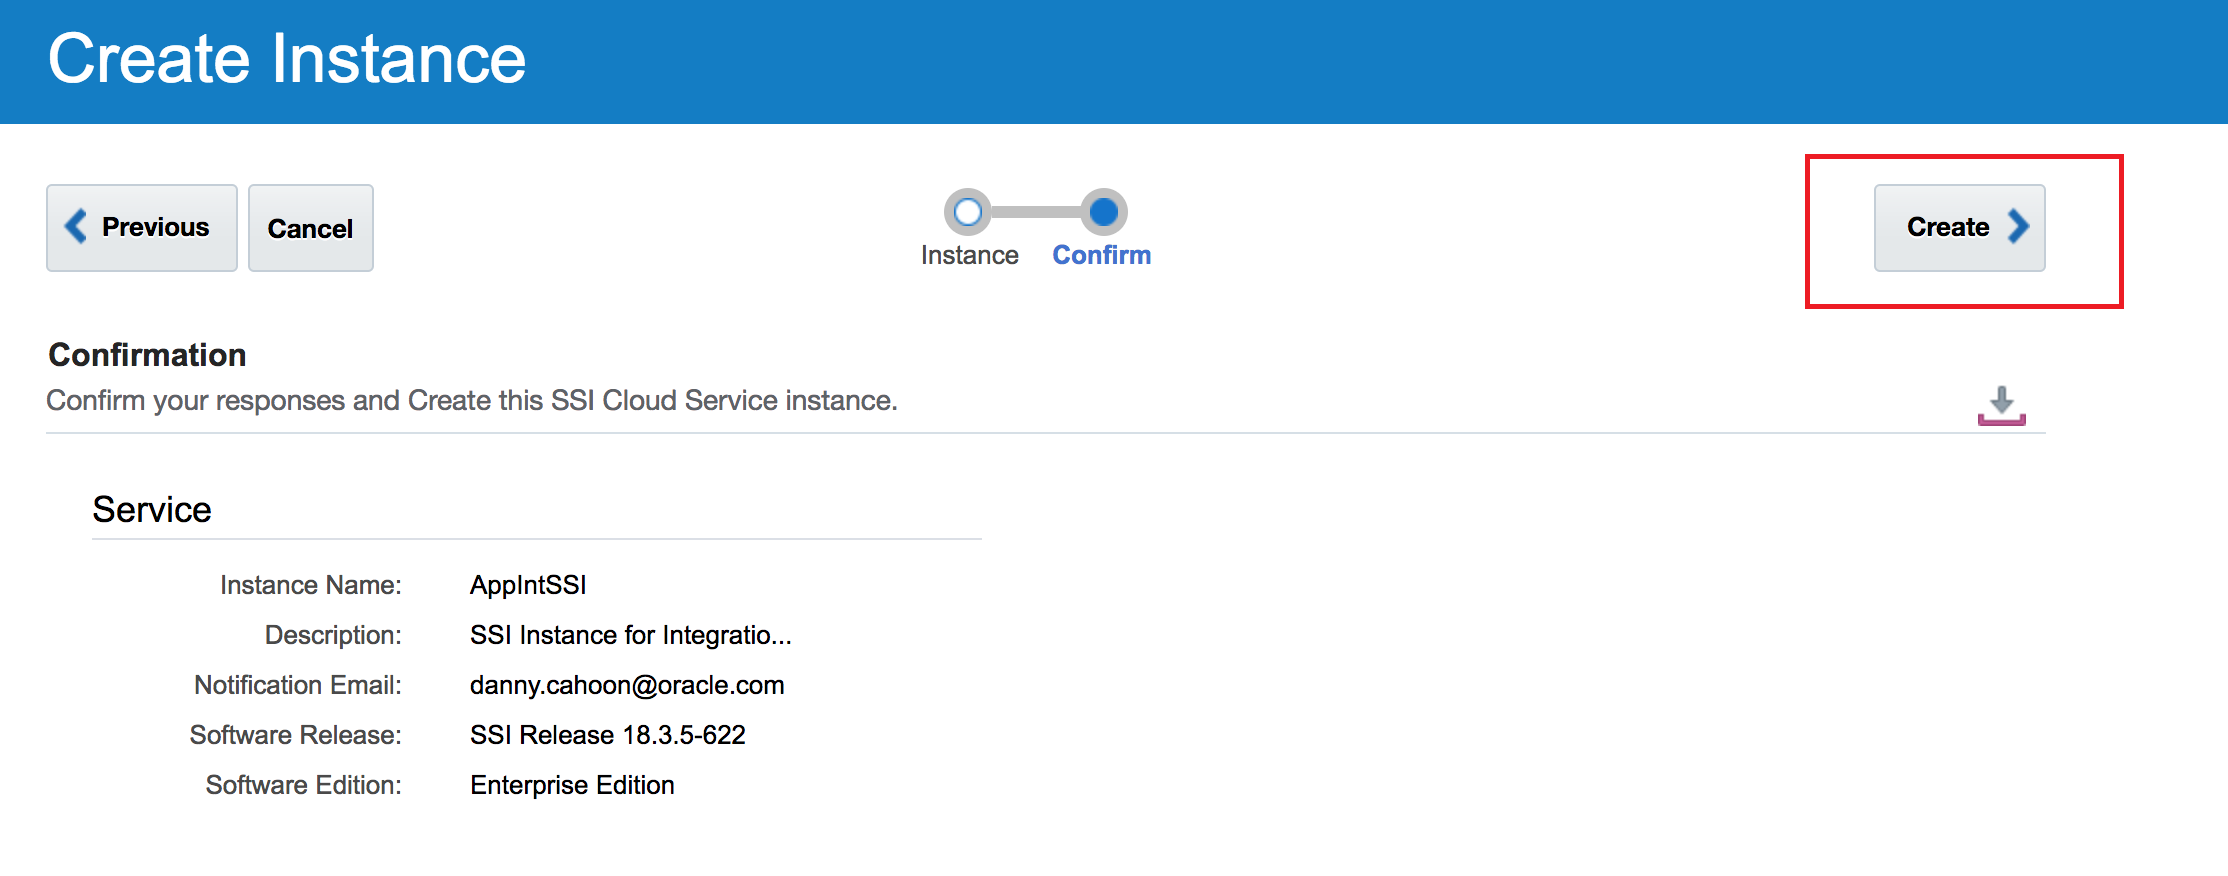 Create Instance
Previous
Cancel
Instance
Confirm
Create
Confirmation
Confirm your responses and Create this SSI Cloud Service instance.
Service
Instance Name: AppIntSSI
Description: SSI Instance for Integratio...
Notification Email: danny.cahoon@oracle.com
Software Release: SSI Release 18.3.5-622
Software Edition: Enterprise Edition